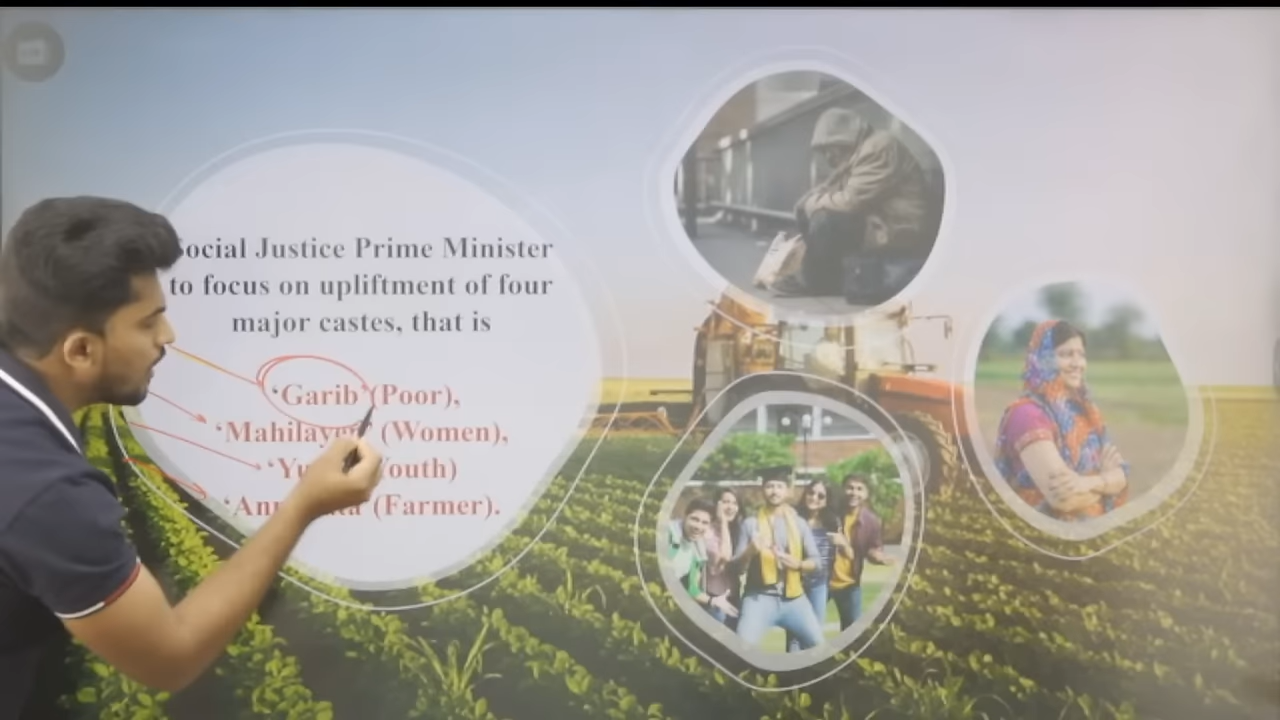 Social Justice Prime Minister
to focus on upliftment of four
major castes, that is
‘Garib’ (Poor),
(Women),
(Farmer).